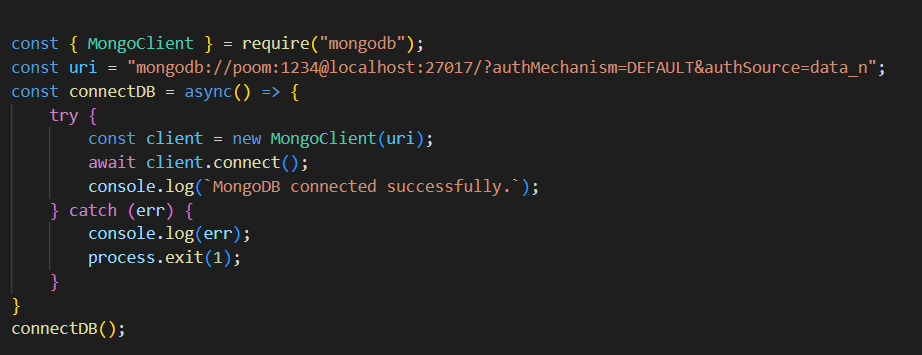 const { MongoClient } = require("mongodb");
const uri = "mongodb://poom:1234@localhost:27017/?authMechanism=DEFAULT&authSource=data_n";
const connectDB = async() => {
    try {
        const client = new MongoClient(uri);
        await client.connect();
        console.log(`MongoDB connected successfully.`);
    } catch (err) {
        console.log(err);
        process.exit(1);
    }
}
connectDB();